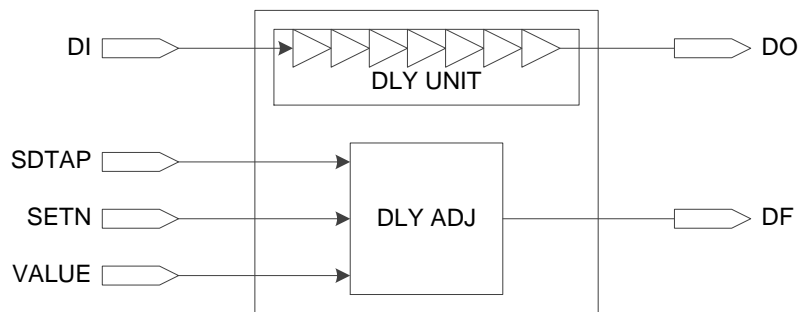 DI
DO
DLY UNIT
SDTAP
SETN
DLY ADJ
DF
VALUE